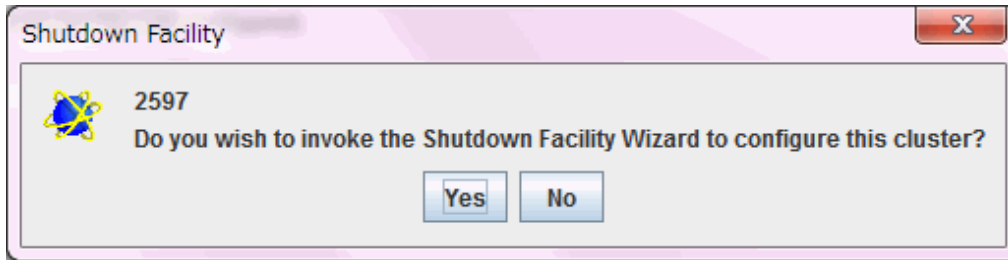 Shutdown Facility
2597
Do you wish to invoke the Shutdown Facility Wizard to configure this cluster?
Yes No